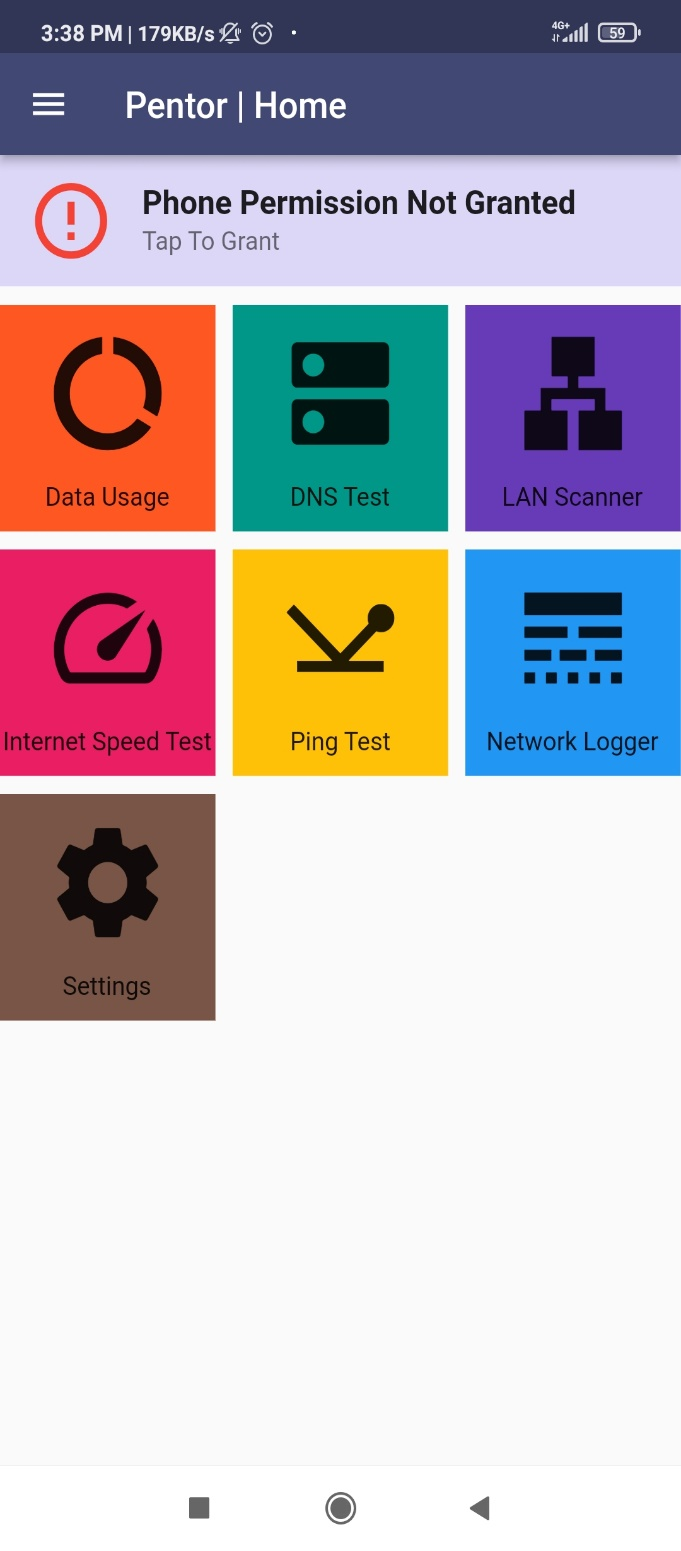 3:38 PM | 179KB/s 4G+ 59
Pentor | Home
Phone Permission Not Granted
Tap To Grant
Data Usage DNS Test LAN Scanner
Internet Speed Test Ping Test Network Logger
Settings